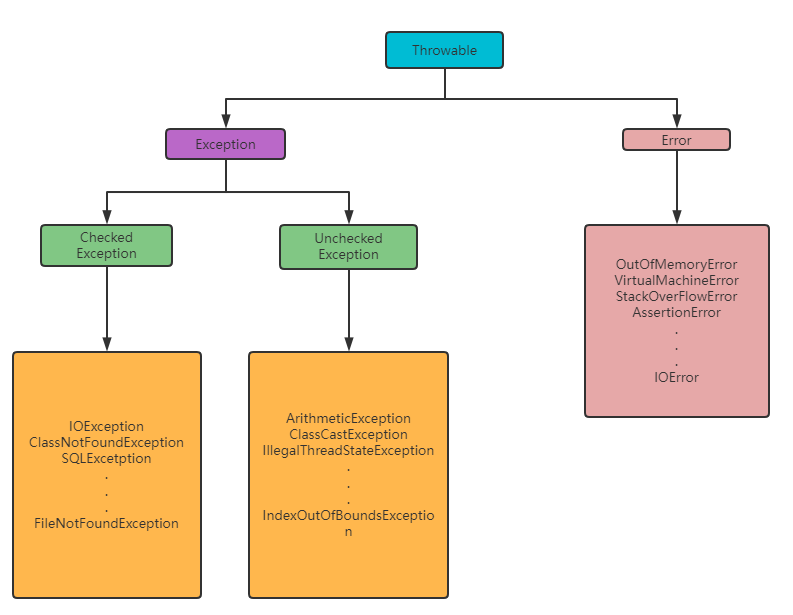 Throwable
Exception
Error
Checked
Exception
Unchecked
Exception
OutOfMemoryError
VirtualMachineError
StackOverFlowError
AssertionError
.
.
.
IOError
IOException
ClassNotFoundException
SQLExcetption
.
.
.
FileNotFoundException
ArithmeticException
ClassCastException
IllegalThreadStateException
.
.
.
IndexOutOfBoundsExceptio
n